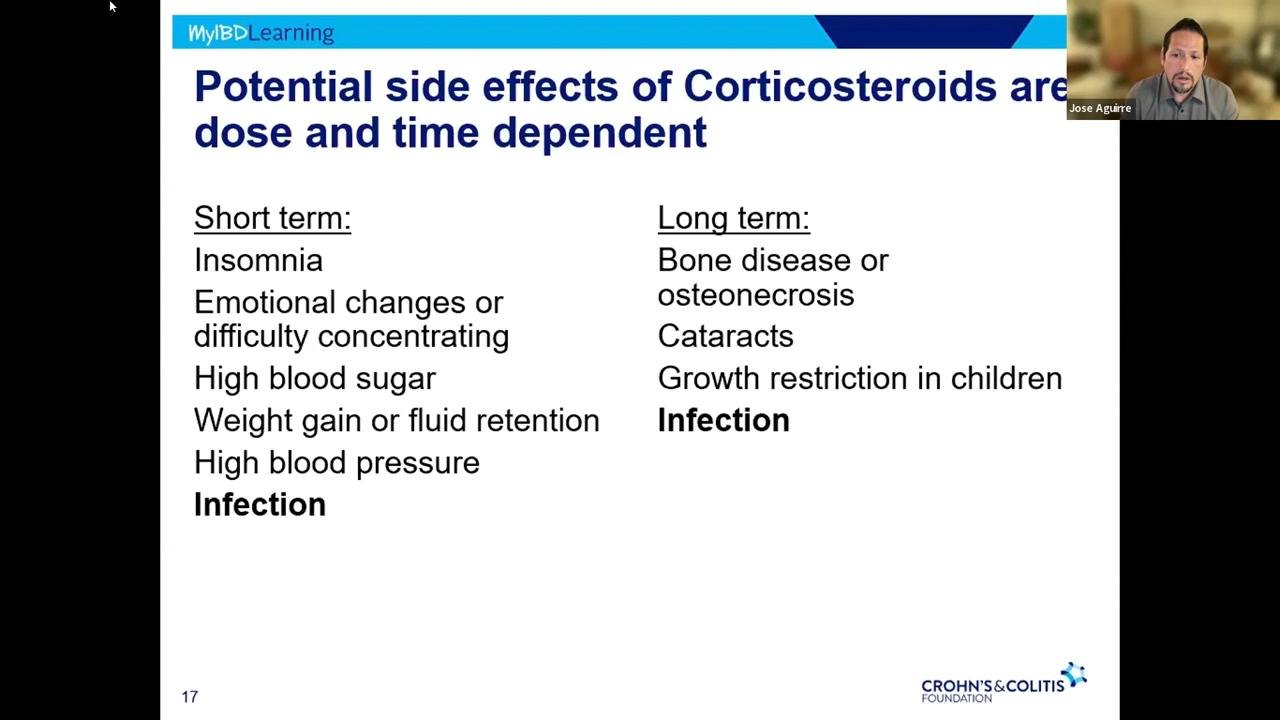 MyIBDLearning
Potential side effects of Corticosteroids are
dose and time dependent
Jose Aguirre
Short term:
Insomnia
Emotional changes or
difficulty concentrating
High blood sugar
Weight gain or fluid retention
High blood pressure
Infection
Long term:
Bone disease or
osteonecrosis
Cataracts
Growth restriction in children
Infection
17
CROHN'S&COLITIS
FOUNDATION